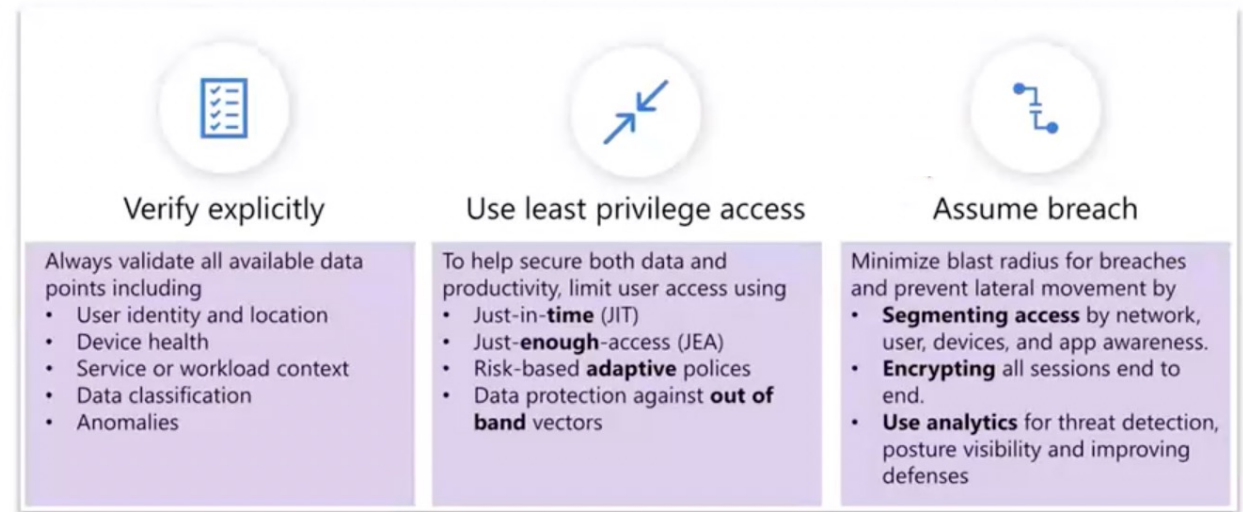 Verify explicitly
Always validate all available data
points including
• User identity and location
• Device health
• Service or workload context
• Data classification
• Anomalies
Use least privilege access
To help secure both data and
productivity, limit user access using
• Just-in-time (JIT)
• Just-enough-access (JEA)
• Risk-based adaptive polices
• Data protection against out of
band vectors
Assume breach
Minimize blast radius for breaches
and prevent lateral movement by
• Segmenting access by network,
user, devices, and app awareness.
• Encrypting all sessions end to
end.
• Use analytics for threat detection,
posture visibility and improving
defenses